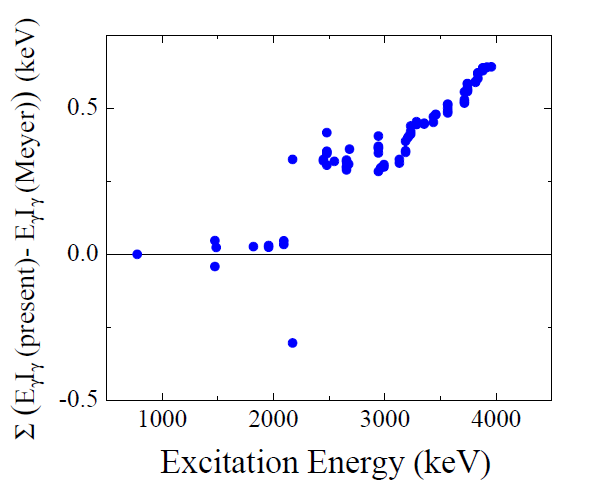 Σ (EγIγ (present)- EγIγ (Meyer)) (keV)
0.5
0.0
-0.5
1000 2000 3000 4000
Excitation Energy (keV)